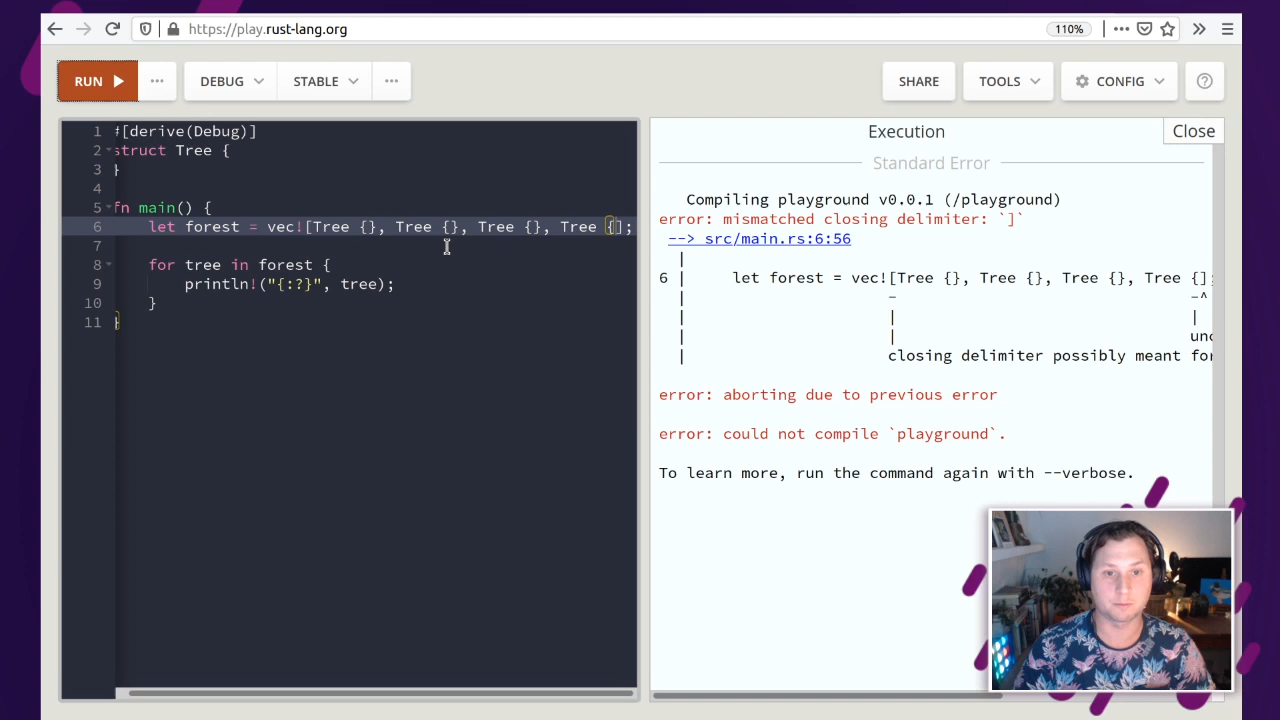 https://play.rust-lang.org
110%
RUN
DEBUG
STABLE
SHARE
TOOLS
CONFIG
1 #[derive(Debug)]
2 struct Tree {
3 }
4
5 fn main() {
6 let forest = vec![Tree {}, Tree {}, Tree {}, Tree {];
7
8 for tree in forest {
9 println!("{:?}", tree);
10 }
11 }
Execution
Close
Standard Error
Compiling playground v0.0.1 (/playground)
error: mismatched closing delimiter: `]`
--> src/main.rs:6:56
|
6 | let forest = vec![Tree {}, Tree {}, Tree {}, Tree {];
| - -^
| | |
| | unc
| closing delimiter possibly meant for
error: aborting due to previous error
error: could not compile `playground`.
To learn more, run the command again with --verbose.